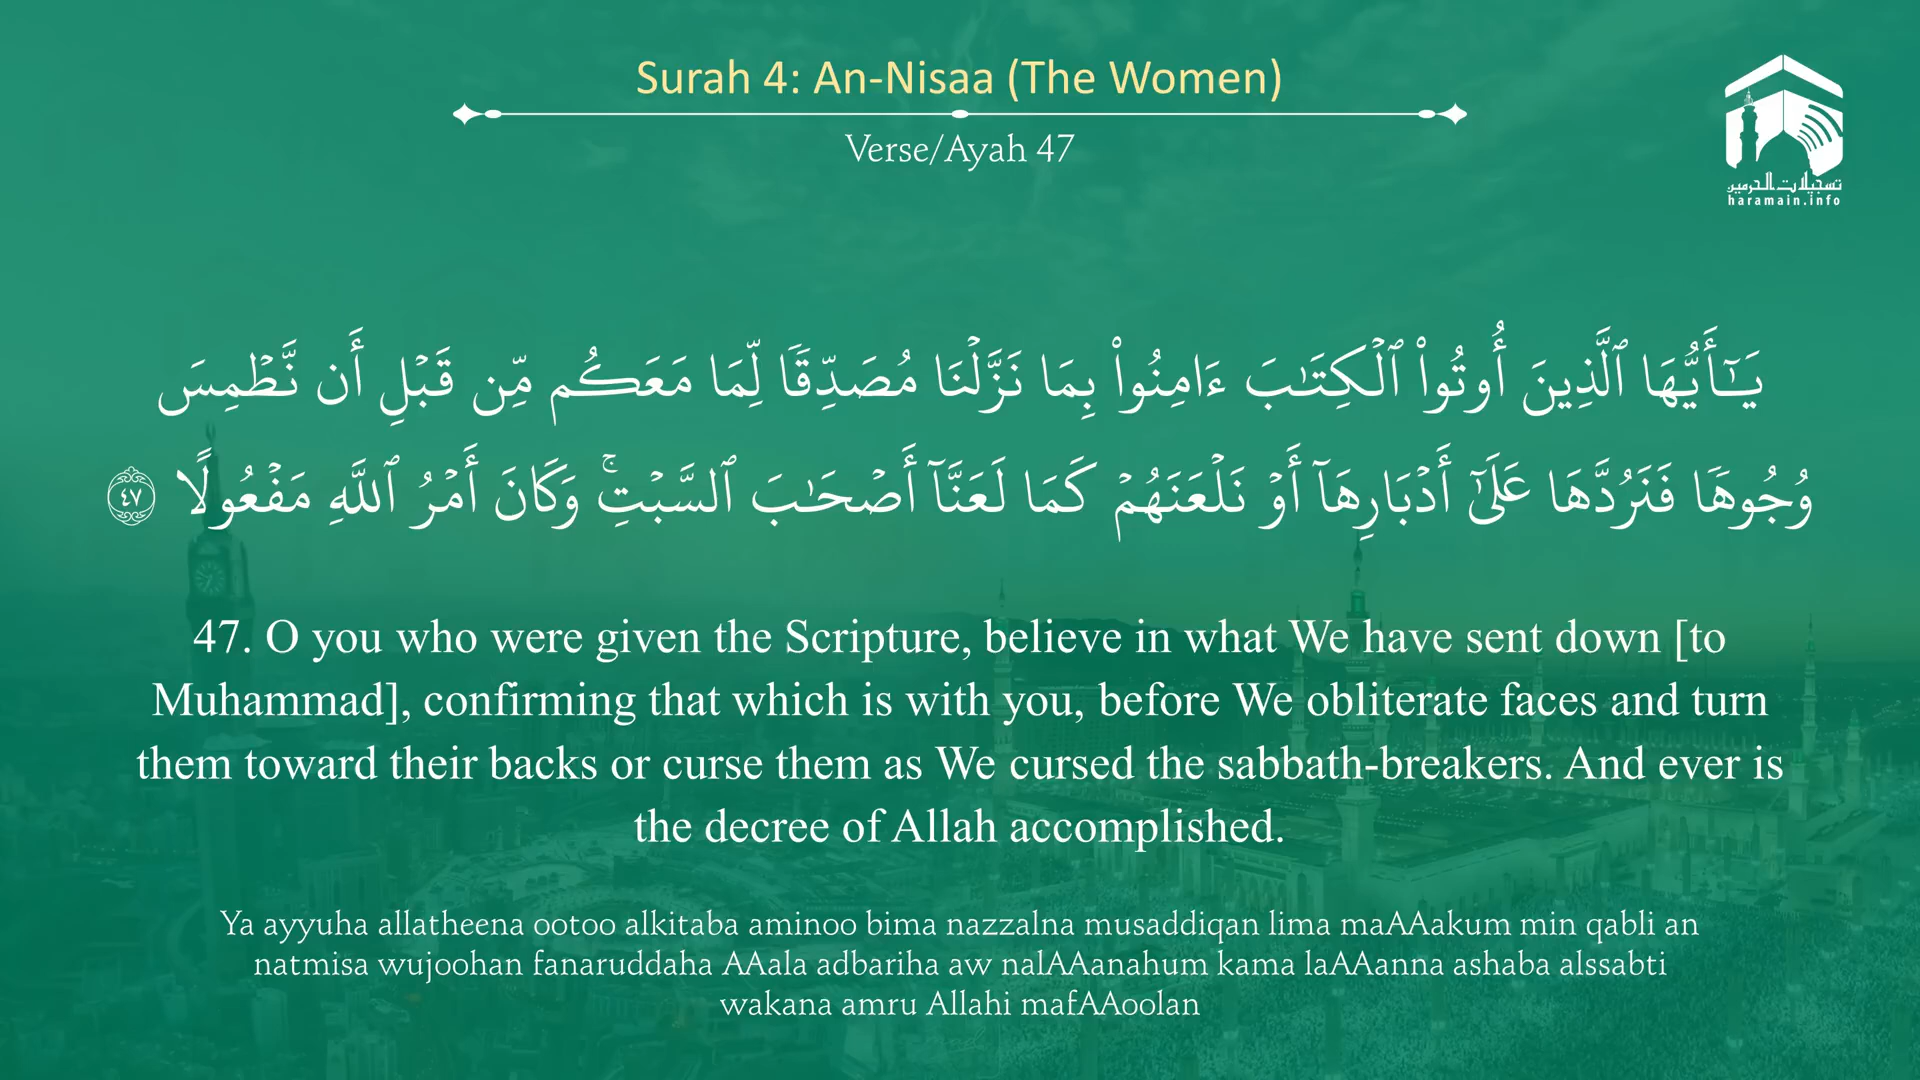 Surah 4: An-Nisaa (The Women)
Verse/Ayah 47
تسجيلات الحرمين
haramain.info
يَـٰٓأَيُّهَا ٱلَّذِينَ أُوتُوا۟ ٱلْكِتَـٰبَ ءَامِنُوا۟ بِمَا نَزَّلْنَا مُصَدِّقًا لِّمَا مَعَكُم مِّن قَبْلِ أَن نَّطْمِسَ
وُجُوهًا فَنَرُدَّهَا عَلَىٰٓ أَدْبَارِهَآ أَوْ نَلْعَنَهُمْ كَمَا لَعَنَّآ أَصْحَـٰبَ ٱلسَّبْتِ ۚ وَكَانَ أَمْرُ ٱللَّهِ مَفْعُولًا ٤٧
47. O you who were given the Scripture, believe in what We have sent down [to
Muhammad], confirming that which is with you, before We obliterate faces and turn
them toward their backs or curse them as We cursed the sabbath-breakers. And ever is
the decree of Allah accomplished.
Ya ayyuha allatheena ootoo alkitaba aminoo bima nazzalna musaddiqan lima maAAakum min qabli an
natmisa wujoohan fanaruddaha AAala adbariha aw nalAAanahum kama laAAanna ashaba alssabti
wakana amru Allahi mafAAoolan